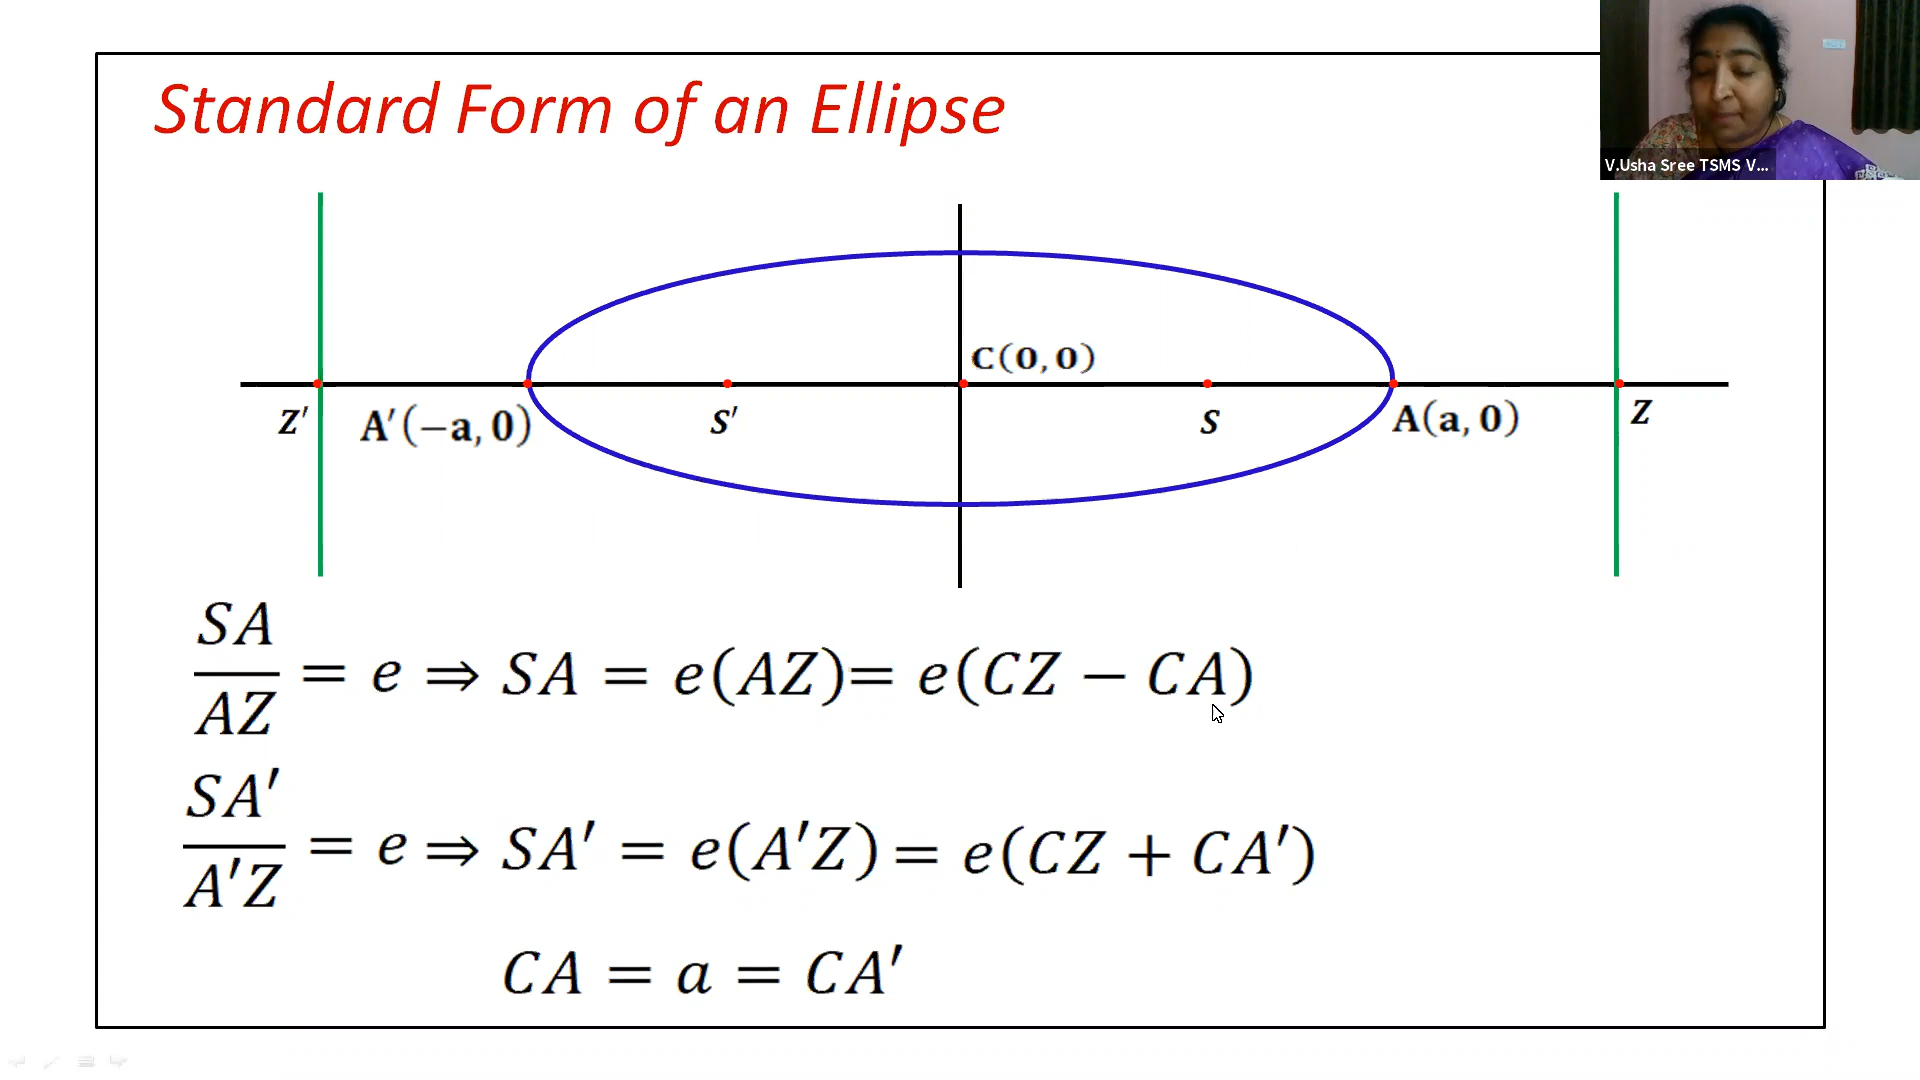 Standard Form of an Ellipse
V.Usha Sree TSMS V...
C(0, 0)
Z′ A′(−a, 0) S′ S A(a, 0) Z
SA/AZ = e ⇒ SA = e(AZ)= e(CZ − CA)
SA′/A′Z = e ⇒ SA′ = e(A′Z) = e(CZ + CA′)
CA = a = CA′